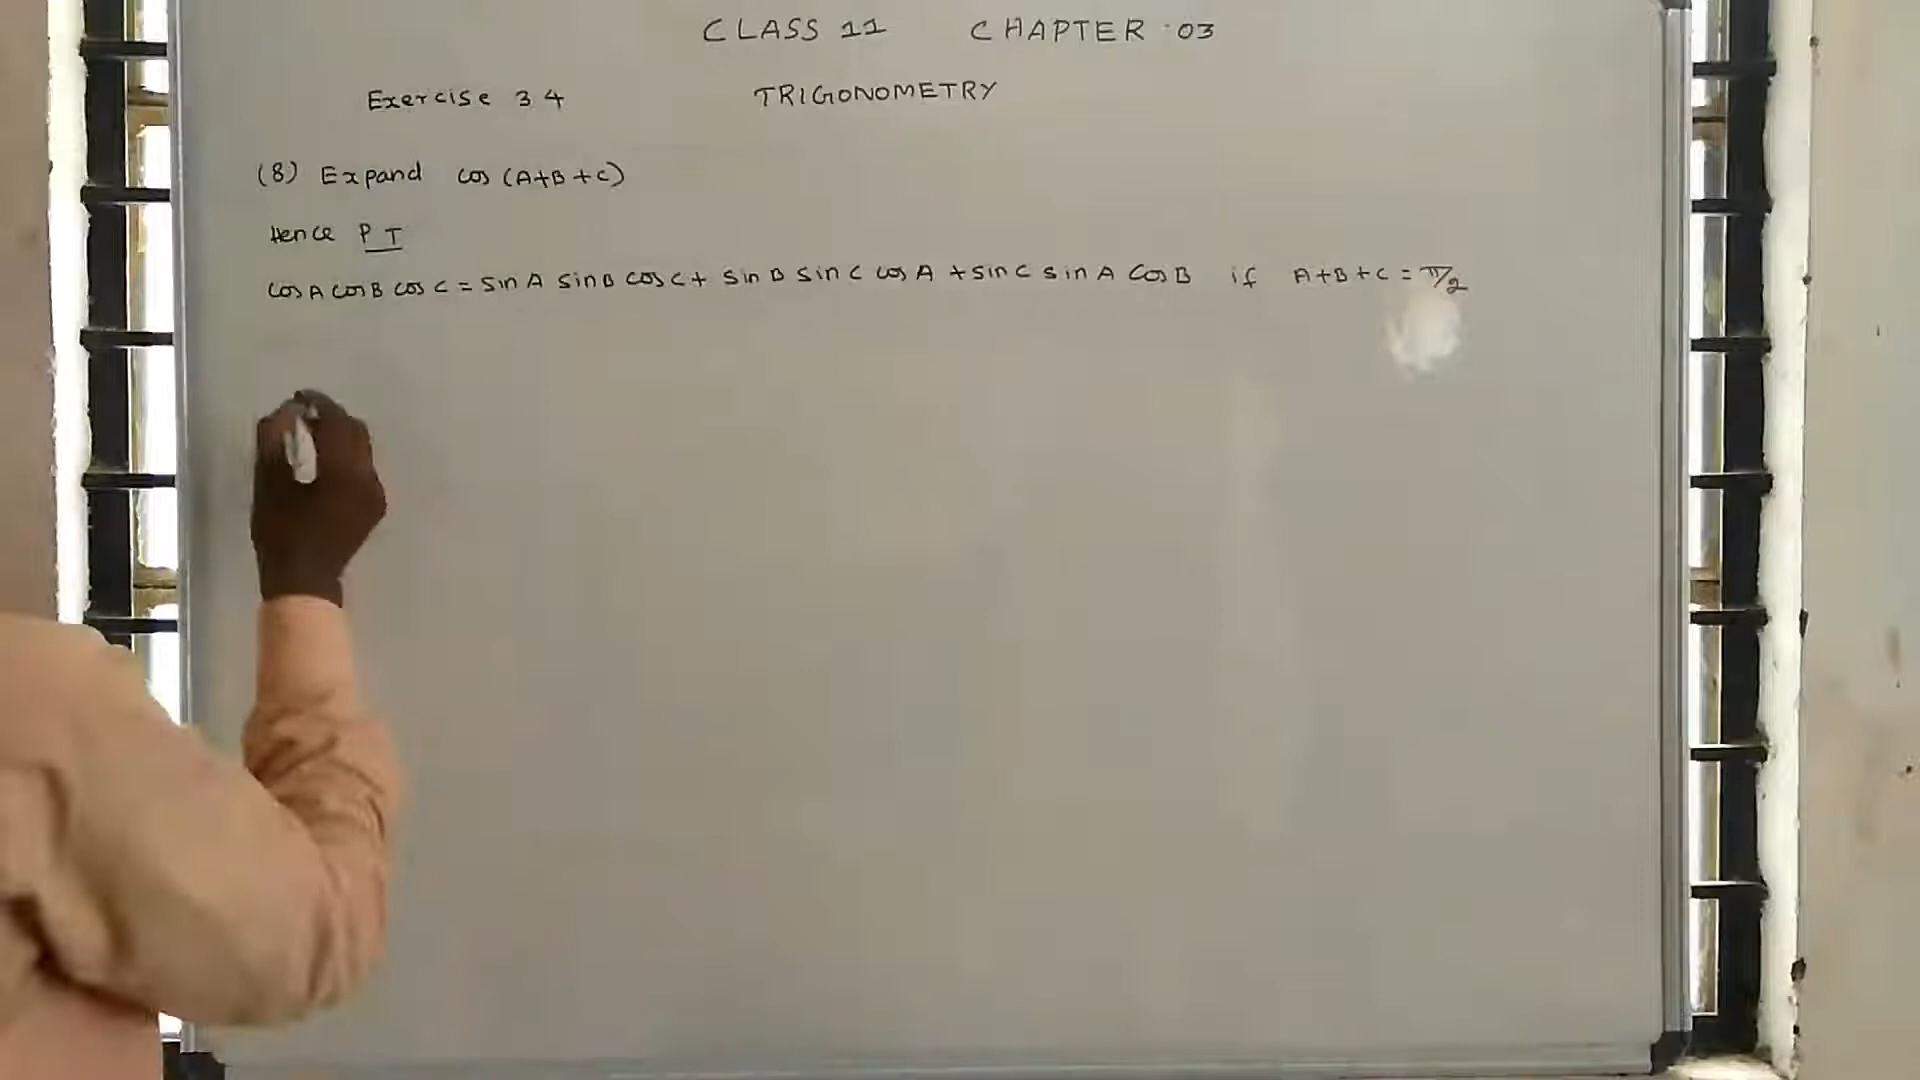 CLASS 11 CHAPTER 03
Exercise 3 4 TRIGONOMETRY
(8) Expand cos (A+B+C)
Hence P T
cos A cos B cos C = sin A sin B cos C + sin B sin C cos A + sin C sin A cos B if A+B+C = π/2